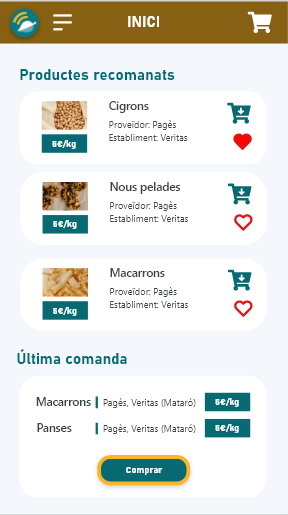 INICI
Productes recomanats
Cigrons
Proveïdor: Pagès
Establiment: Veritas
5€/kg
Nous pelades
Proveïdor: Pagès
Establiment: Veritas
5€/kg
Macarrons
Proveïdor: Pagès
Establiment: Veritas
5€/kg
Última comanda
Macarrons Pagès, Veritas (Mataró) 5€/kg
Panses Pagès, Veritas (Mataró) 5€/kg
Comprar